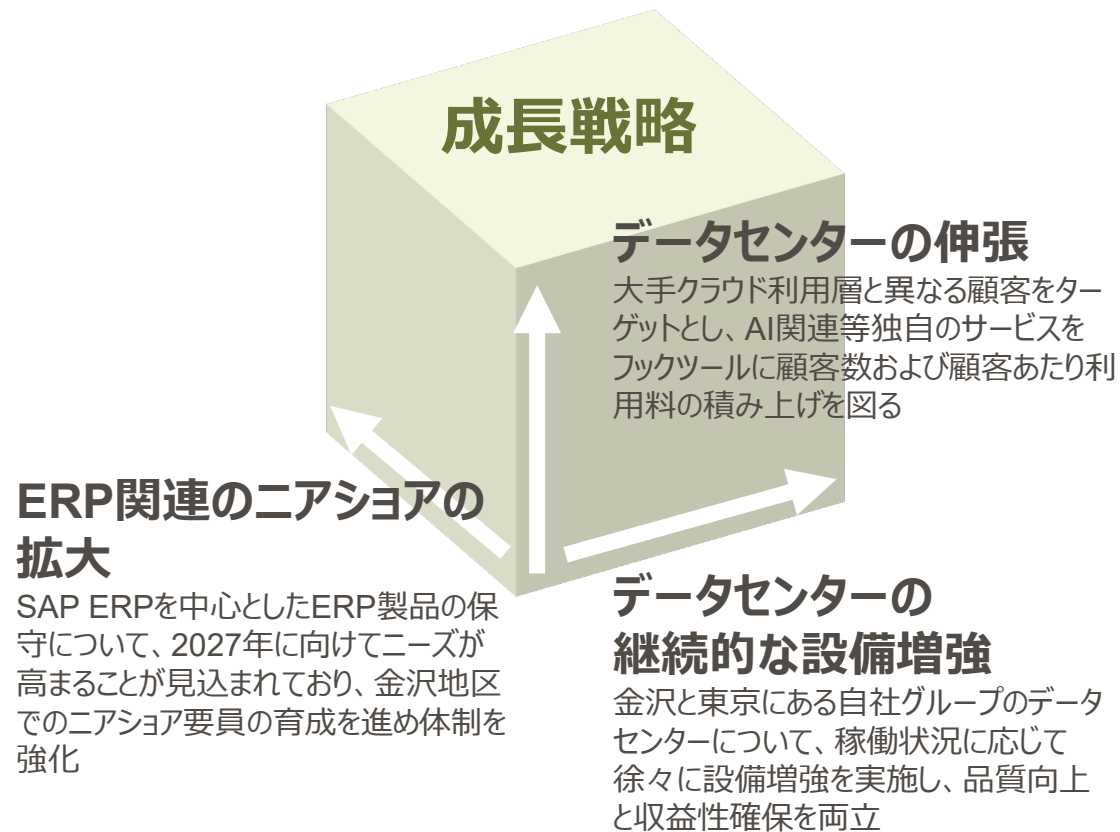 成長戦略
データセンターの伸張
大手クラウド利用層と異なる顧客をター
ゲットとし、AI関連等独自のサービスを
フックツールに顧客数および顧客あたり利
用料の積み上げを図る
ERP関連のニアショアの
拡大
SAP ERPを中心としたERP製品の保
守について、2027年に向けてニーズが
高まることが見込まれており、金沢地区
でのニアショア要員の育成を進め体制を
強化
データセンターの
継続的な設備増強
金沢と東京にある自社グループのデータ
センターについて、稼働状況に応じて
徐々に設備増強を実施し、品質向上
と収益性確保を両立